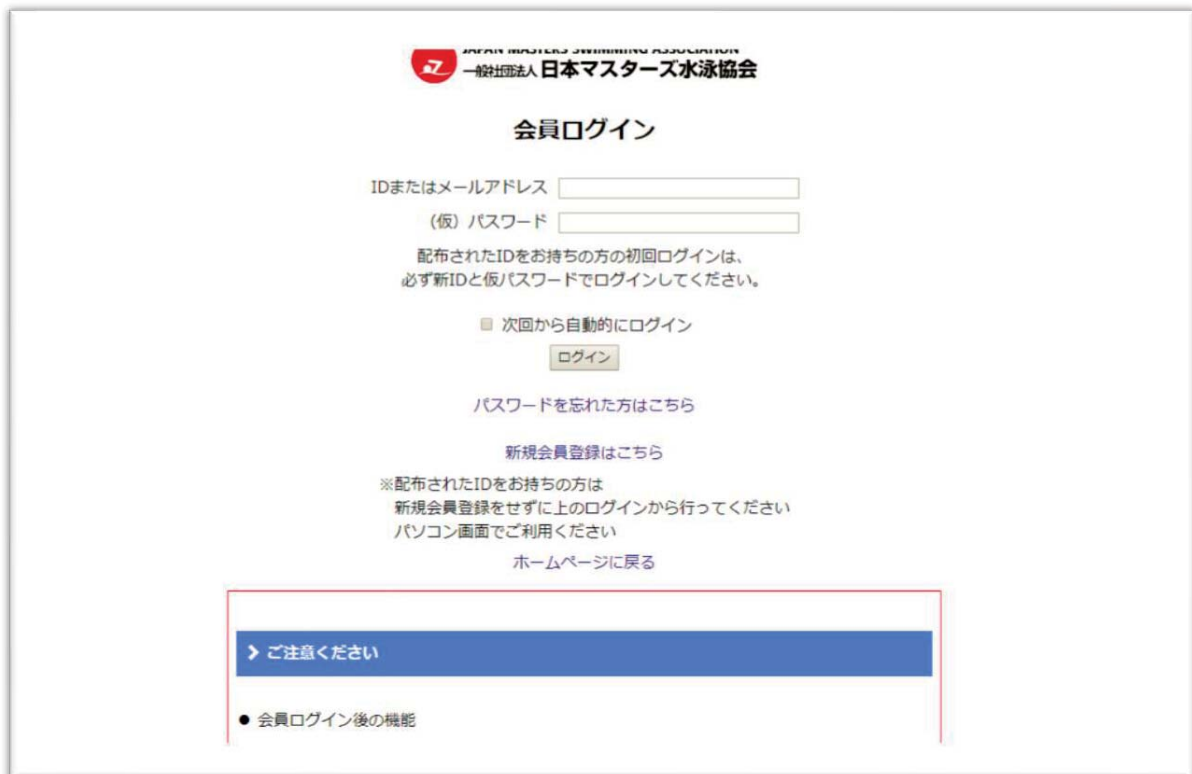 JAPAN MASTERS SWIMMING ASSOCIATION
一般社団法人 日本マスターズ水泳協会
会員ログイン
IDまたはメールアドレス
(仮) パスワード
配布されたIDをお持ちの方の初回ログインは、
必ず新IDと仮パスワードでログインしてください。
次回から自動的にログイン
ログイン
パスワードを忘れた方はこちら
新規会員登録はこちら
※配布されたIDをお持ちの方は
新規会員登録をせずに上のログインから行ってください
パソコン画面でご利用ください
ホームページに戻る
ご注意ください
● 会員ログイン後の機能